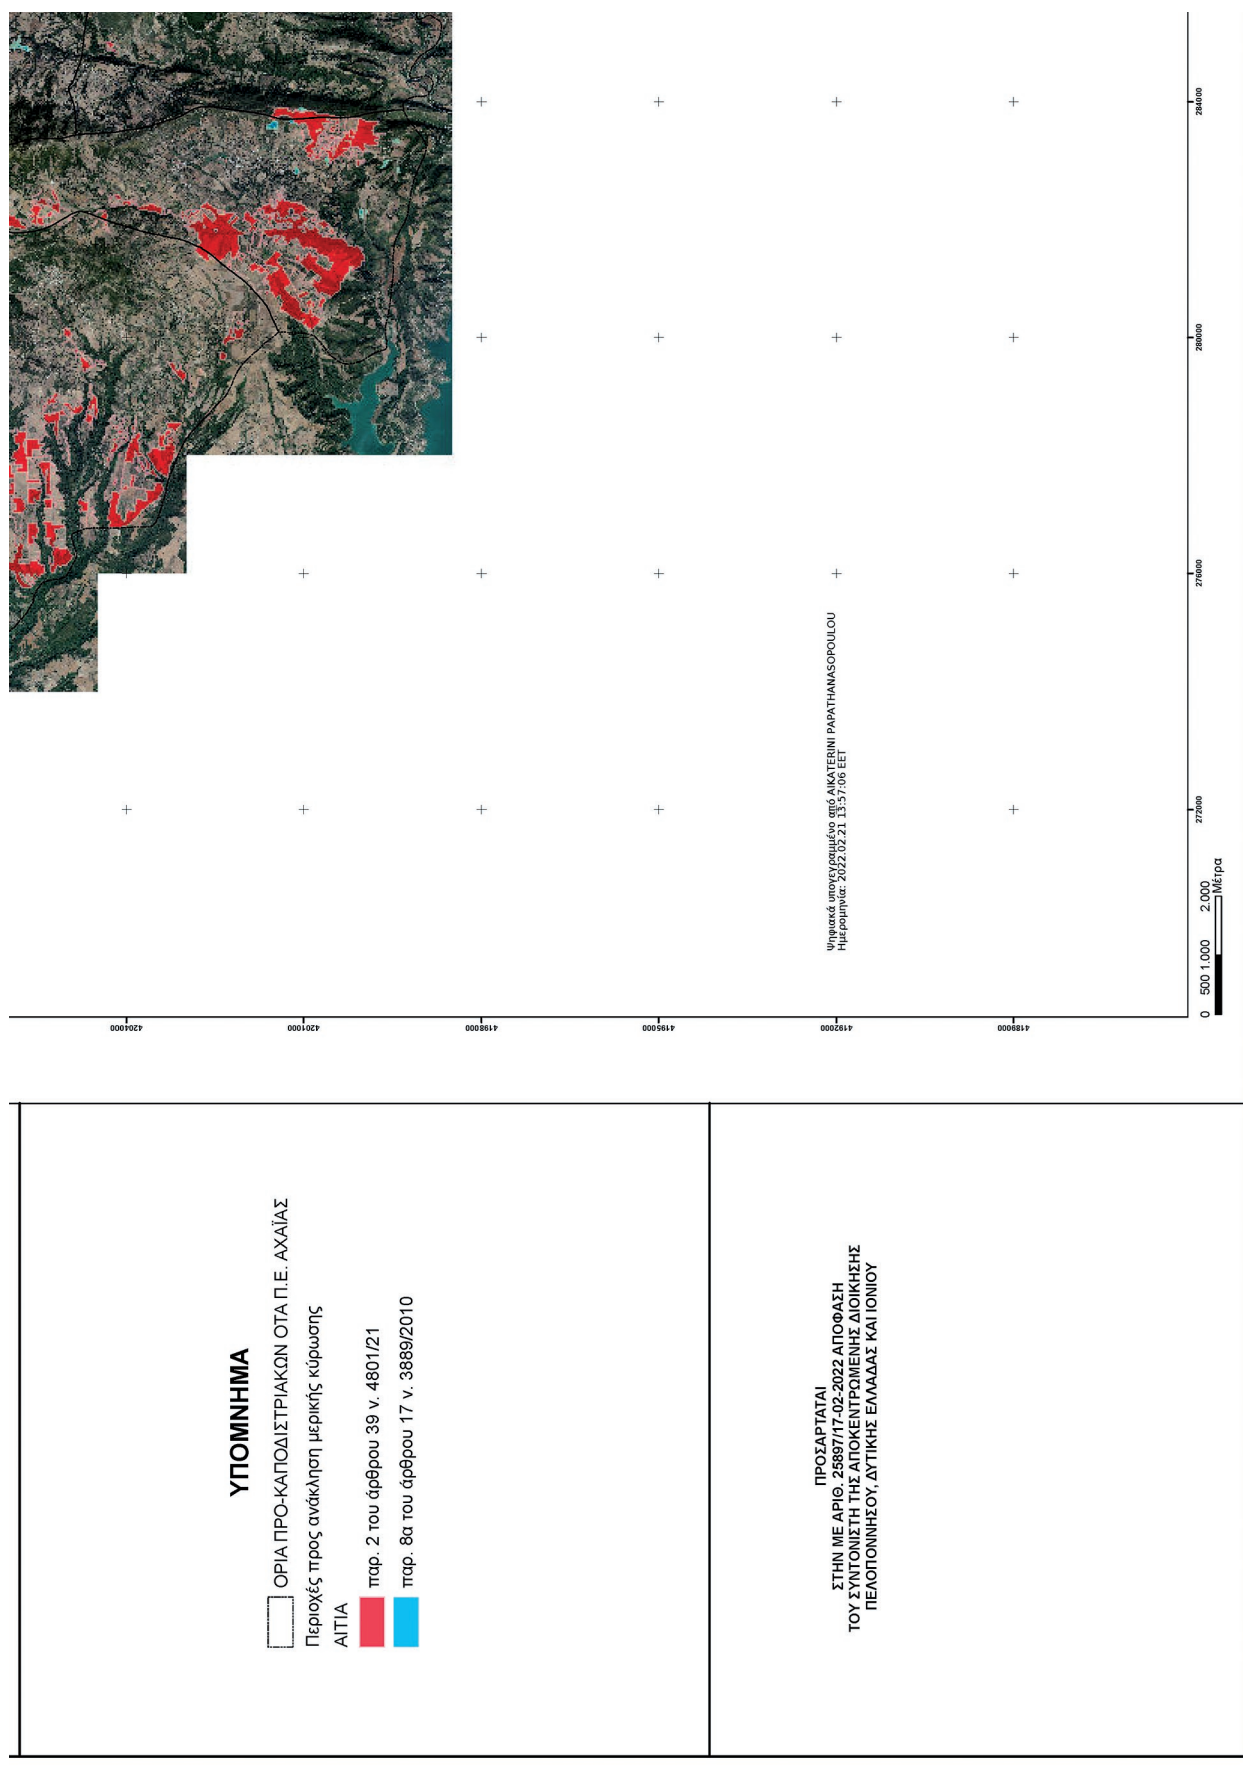 284000
280000
276000
272000
4204000
4201000
4198000
4195000
4192000
4189000
Ψηφιακά υπογεγραμμένο από AIKATERINI PAPATHANASOPOULOU
Ημερομηνία: 2022.02.21 13:57:06 EET
0 500 1.000 2.000
Μέτρα
ΥΠΟΜΝΗΜΑ
ΟΡΙΑ ΠΡΟ-ΚΑΠΟΔΙΣΤΡΙΑΚΩΝ ΟΤΑ Π.Ε. ΑΧΑΪΑΣ
Περιοχές προς ανάκληση μερικής κύρωσης
ΑΙΤΙΑ
παρ. 2 του άρθρου 39 ν. 4801/21
παρ. 8α του άρθρου 17 ν. 3889/2010
ΠΡΟΣΑΡΤΑΤΑΙ
ΣΤΗΝ ΜΕ ΑΡΙΘ. 25897/17-02-2022 ΑΠΟΦΑΣΗ
ΤΟΥ ΣΥΝΤΟΝΙΣΤΗ ΤΗΣ ΑΠΟΚΕΝΤΡΩΜΕΝΗΣ ΔΙΟΙΚΗΣΗΣ
ΠΕΛΟΠΟΝΝΗΣΟΥ, ΔΥΤΙΚΗΣ ΕΛΛΑΔΑΣ ΚΑΙ ΙΟΝΙΟΥ